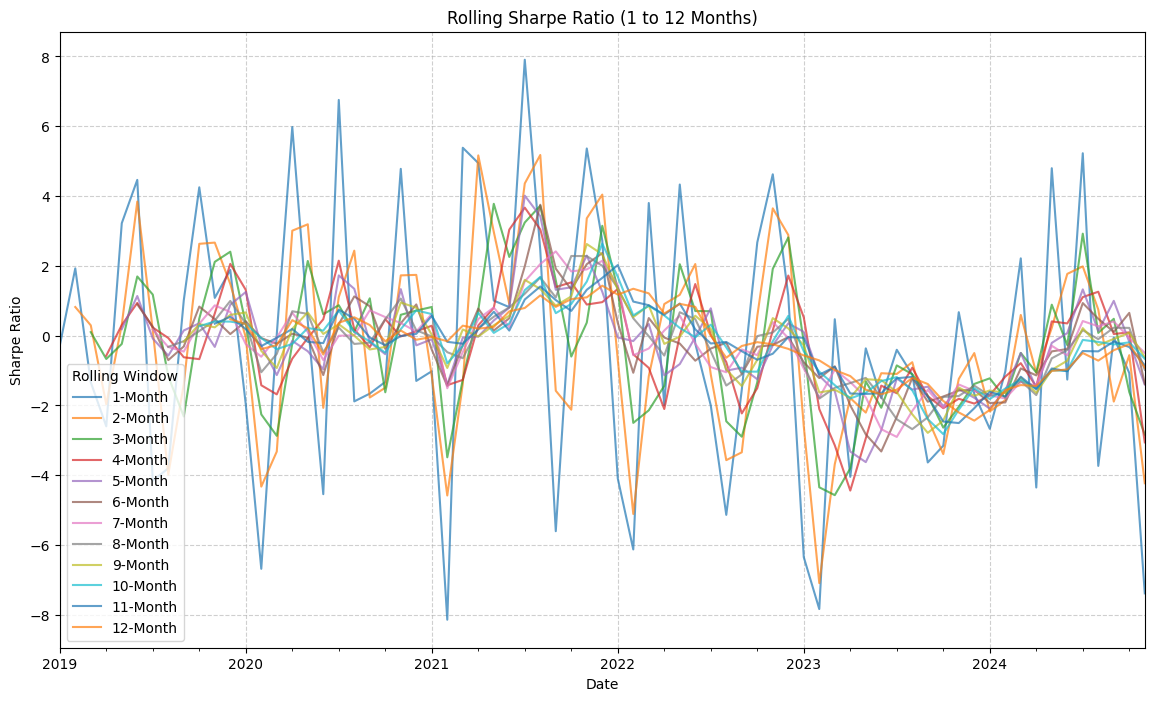 Rolling Sharpe Ratio (1 to 12 Months)
Sharpe Ratio
8
6
4
2
0
−2
−4
−6
−8
Rolling Window
1-Month
2-Month
3-Month
4-Month
5-Month
6-Month
7-Month
8-Month
9-Month
10-Month
11-Month
12-Month
2019 2020 2021 2022 2023 2024
Date